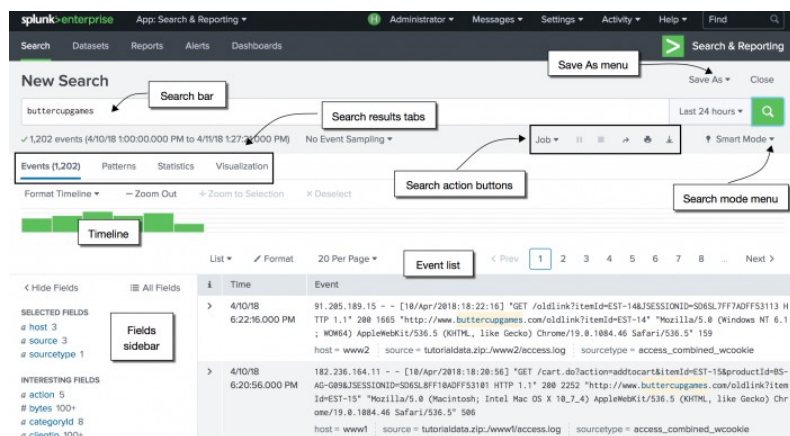 splunk>enterprise App: Search & Reporting ▾ H Administrator ▾ Messages ▾ Settings ▾ Activity ▾ Help ▾ Find
Search Datasets Reports Alerts Dashboards > Search & Reporting
Save As menu
New Search Save As ▾ Close
Search bar
buttercupgames Last 24 hours ▾
Search results tabs
✓ 1,202 events (4/10/18 1:00:00.000 PM to 4/11/18 1:27:21.000 PM) No Event Sampling ▾ Job ▾ Smart Mode ▾
Events (1,202) Patterns Statistics Visualization
Search action buttons
Search mode menu
Format Timeline ▾ — Zoom Out + Zoom to Selection × Deselect
Timeline
List ▾ Format 20 Per Page ▾ < Prev 1 2 3 4 5 6 7 8 ... Next >
Event list
< Hide Fields All Fields i Time Event
SELECTED FIELDS
a host 3
a source 3
a sourcetype 1
Fields
sidebar
INTERESTING FIELDS
a action 5
# bytes 100+
a categoryId 8
a clientip 100+
> 4/10/18
6:22:16.000 PM
91.205.189.15 - - [10/Apr/2018:18:22:16] "GET /oldlink?itemId=EST-14&JSESSIONID=SD6SL7FF7ADFF53113 H
TTP 1.1" 200 1665 "http://www.buttercupgames.com/oldlink?itemId=EST-14" "Mozilla/5.0 (Windows NT 6.1
; WOW64) AppleWebKit/536.5 (KHTML, like Gecko) Chrome/19.0.1084.46 Safari/536.5" 159
host = www2 source = tutorialdata.zip:/www2/access.log sourcetype = access_combined_wcookie
> 4/10/18
6:20:56.000 PM
182.236.164.11 - - [10/Apr/2018:18:20:56] "GET /cart.do?action=addtocart&itemId=EST-15&productId=BS-
AG-G09&JSESSIONID=SD6SL8FF10ADFF53101 HTTP 1.1" 200 2252 "http://www.buttercupgames.com/oldlink?item
Id=EST-15" "Mozilla/5.0 (Macintosh; Intel Mac OS X 10_7_4) AppleWebKit/536.5 (KHTML, like Gecko) Chr
ome/19.0.1084.46 Safari/536.5" 506
host = www1 source = tutorialdata.zip:/www1/access.log sourcetype = access_combined_wcookie